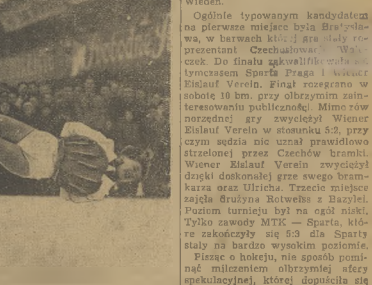 Wiedeń.
Ogólnie typowanym kandydatem
na pierwsze miejsce była Bratysła-
wa, w barwach której gra stały re-
prezentant Czechosłowacji
czek. Do finału zakwalifikowała się
tymczasem Sparta Praga i Wiener
Eislauf Verein. Finał rozegrano w
sobotę 10 bm. przy olbrzymim zain-
teresowaniu publiczności. Mimo rów
norzędnej gry zwyciężył Wiener
Eislauf Verein w stosunku 5:2, przy
czym sędzia nie uznał prawidłowo
strzelonej przez Czechów bramki.
Wiener Eislauf Verein zwyciężył
dzięki doskonałej grze swego bram-
karza oraz Ulricha. Trzecie miejsce
zajęła drużyna Rotweiss z Bazylei.
Poziom turnieju był na ogół niski.
Tylko zawody MTK — Sparta, któ-
re zakończyły się 5:3 dla Sparty
stały na bardzo wysokim poziomie.
Pisząc o hokeju, nie sposób pomi-
nąć milczeniem olbrzymiej afery
spekulacyjnej, której dopuściła się